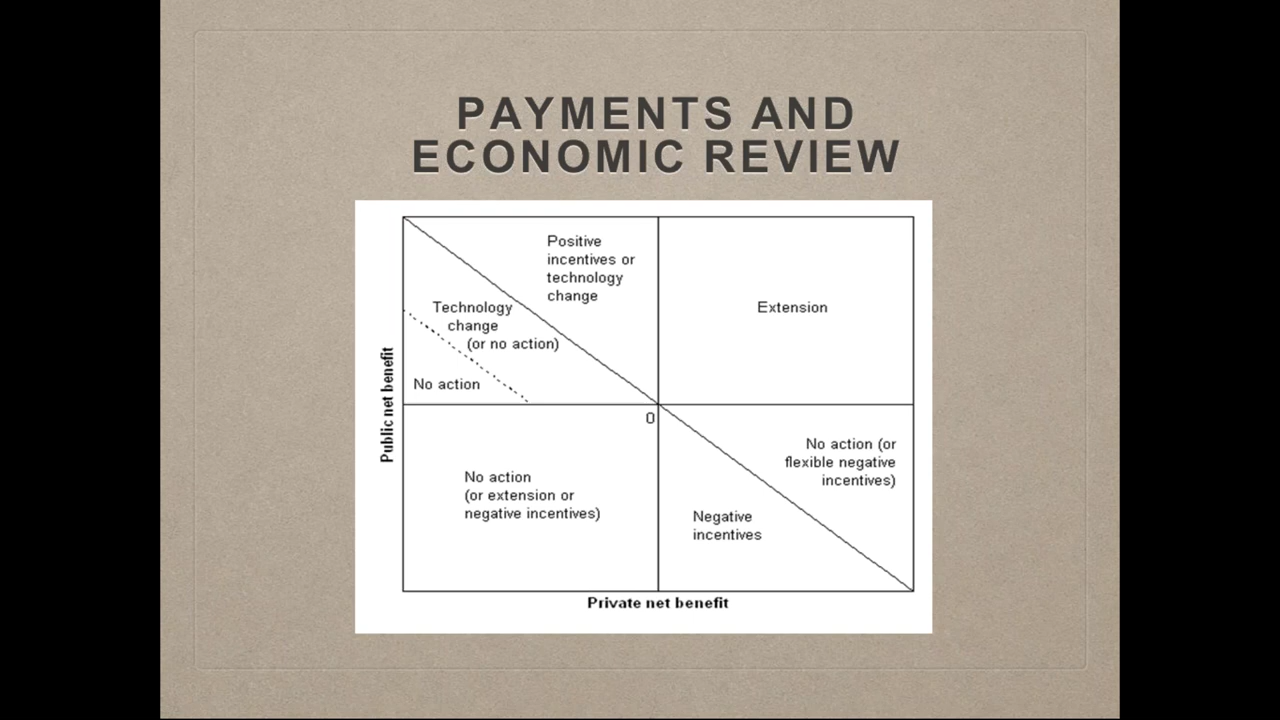 PAYMENTS AND
ECONOMIC REVIEW
Positive
incentives or
technology
change
Extension
Technology
change
(or no action)
No action
Public net benefit
0
No action (or
flexible negative
incentives)
No action
(or extension or
negative incentives)
Negative
incentives
Private net benefit